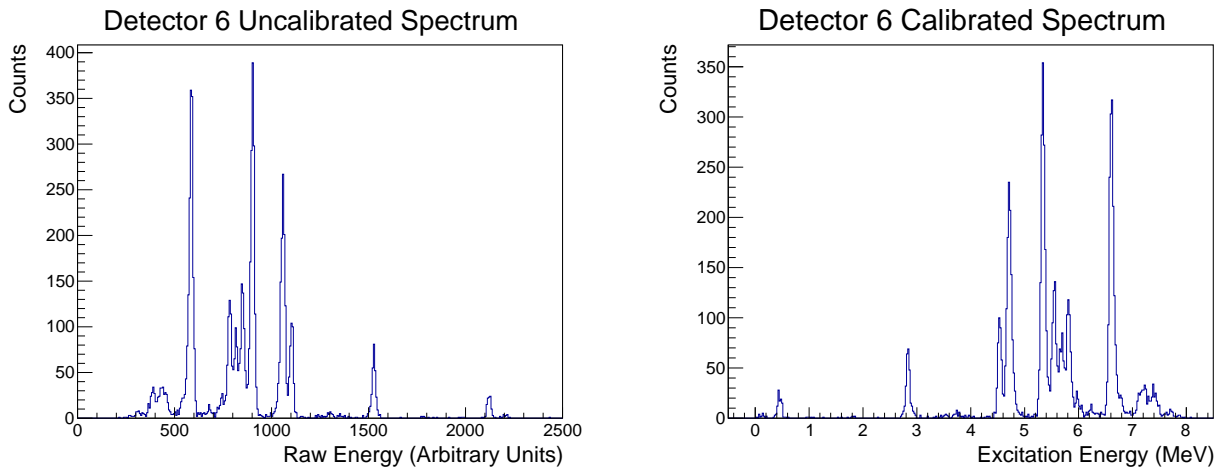 Detector 6 Uncalibrated Spectrum
Counts
400
350
300
250
200
150
100
50
0
0 500 1000 1500 2000 2500
Raw Energy (Arbitrary Units)
Detector 6 Calibrated Spectrum
Counts
350
300
250
200
150
100
50
0
0 1 2 3 4 5 6 7 8
Excitation Energy (MeV)